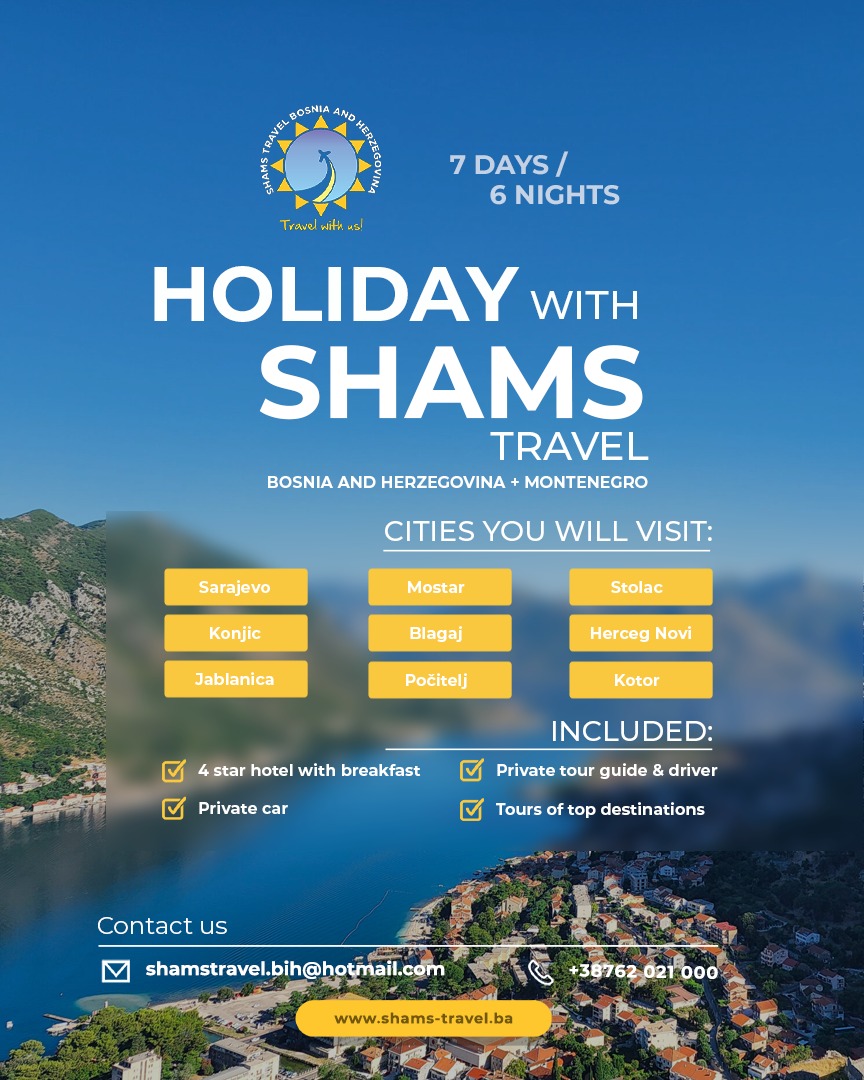 SHAMS TRAVEL BOSNIA AND HERZEGOVINA
Travel with us!
7 DAYS /
6 NIGHTS
HOLIDAY WITH
SHAMS
TRAVEL
BOSNIA AND HERZEGOVINA + MONTENEGRO
CITIES YOU WILL VISIT:
Sarajevo
Mostar
Stolac
Konjic
Blagaj
Herceg Novi
Jablanica
Počitelj
Kotor
INCLUDED:
4 star hotel with breakfast
Private tour guide & driver
Private car
Tours of top destinations
Contact us
shamstravel.bih@hotmail.com
+38762 021 000
www.shams-travel.ba